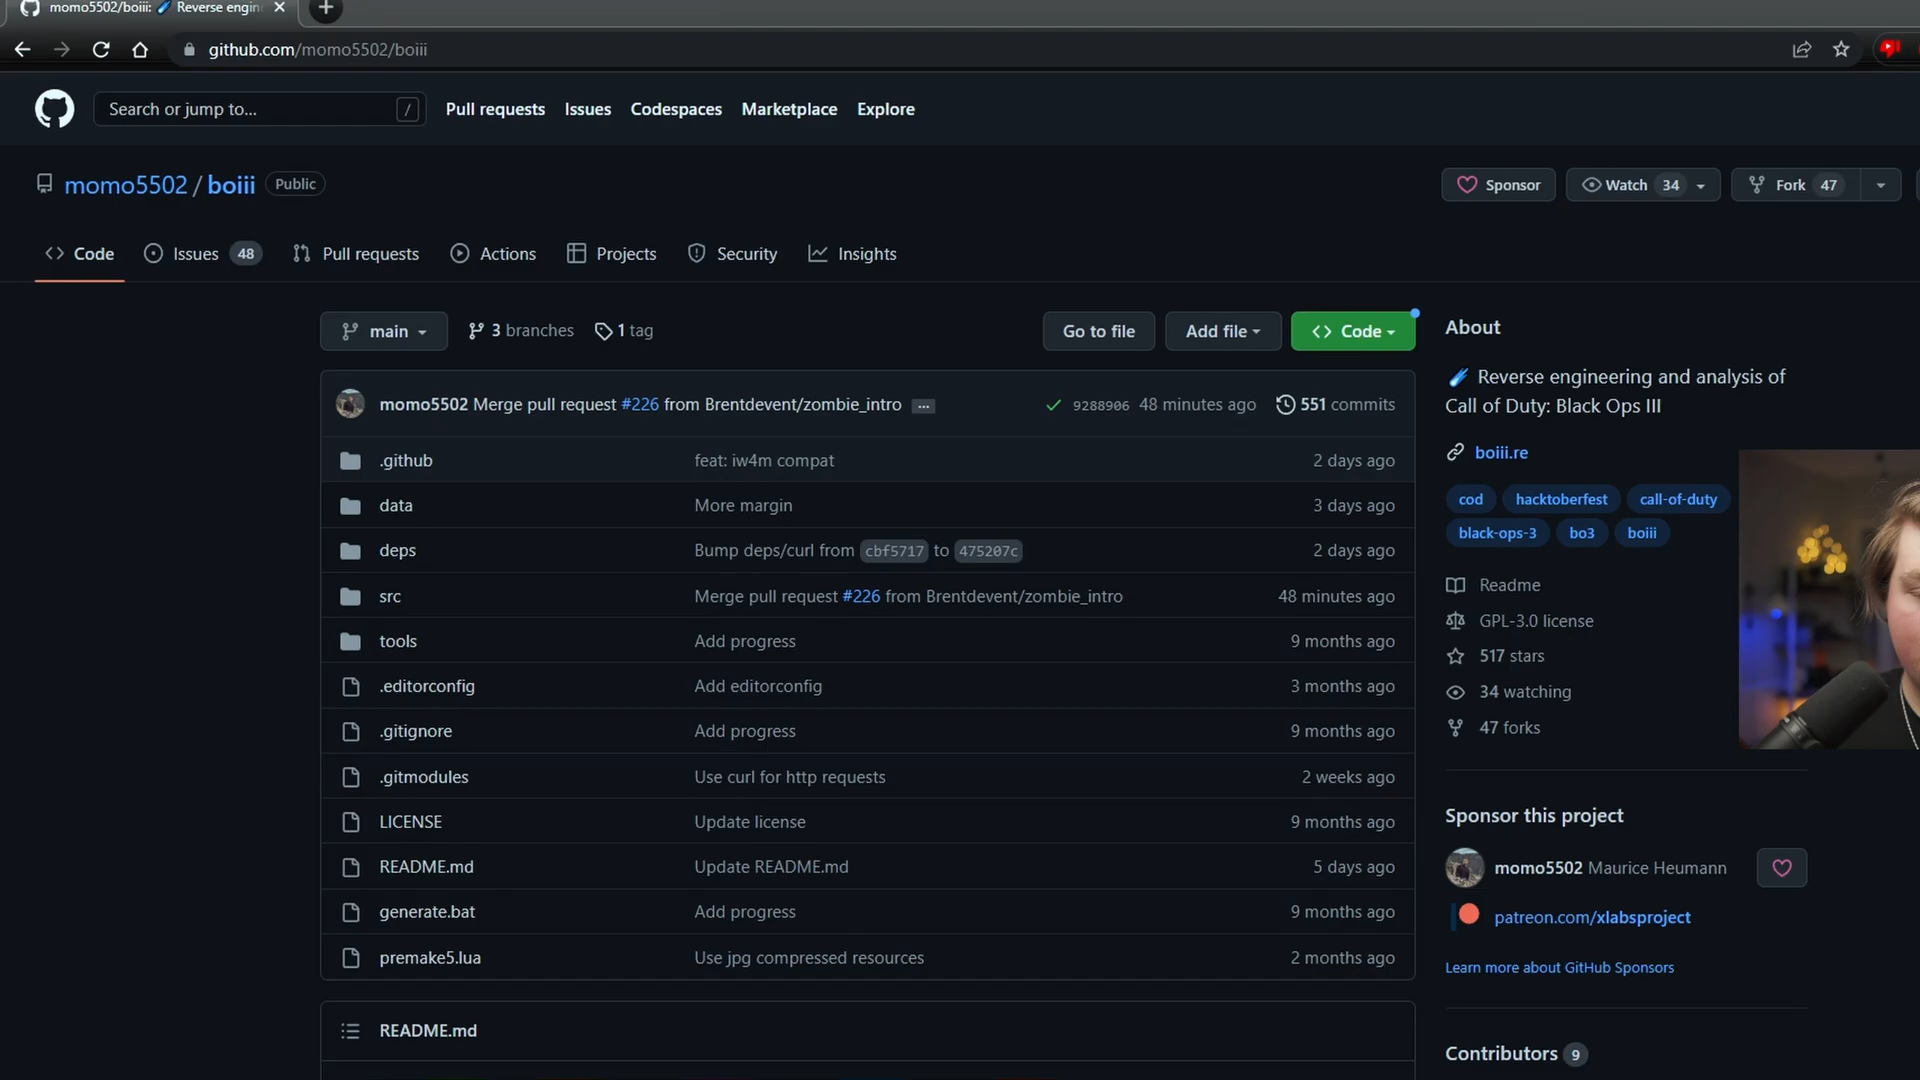 momo5502/boiii: Reverse engin
github.com/momo5502/boiii
Search or jump to... /
Pull requests Issues Codespaces Marketplace Explore
momo5502 / boiii Public
Sponsor Watch 34 Fork 47
Code Issues 48 Pull requests Actions Projects Security Insights
main 3 branches 1 tag Go to file Add file Code
momo5502 Merge pull request #226 from Brentdevent/zombie_intro ... 9288906 48 minutes ago 551 commits
.github feat: iw4m compat 2 days ago
data More margin 3 days ago
deps Bump deps/curl from cbf5717 to 475207c 2 days ago
src Merge pull request #226 from Brentdevent/zombie_intro 48 minutes ago
tools Add progress 9 months ago
.editorconfig Add editorconfig 3 months ago
.gitignore Add progress 9 months ago
.gitmodules Use curl for http requests 2 weeks ago
LICENSE Update license 9 months ago
README.md Update README.md 5 days ago
generate.bat Add progress 9 months ago
premake5.lua Use jpg compressed resources 2 months ago
README.md
About
Reverse engineering and analysis of
Call of Duty: Black Ops III
boiii.re
cod hacktoberfest call-of-duty
black-ops-3 bo3 boiii
Readme
GPL-3.0 license
517 stars
34 watching
47 forks
Sponsor this project
momo5502 Maurice Heumann
patreon.com/xlabsproject
Learn more about GitHub Sponsors
Contributors 9